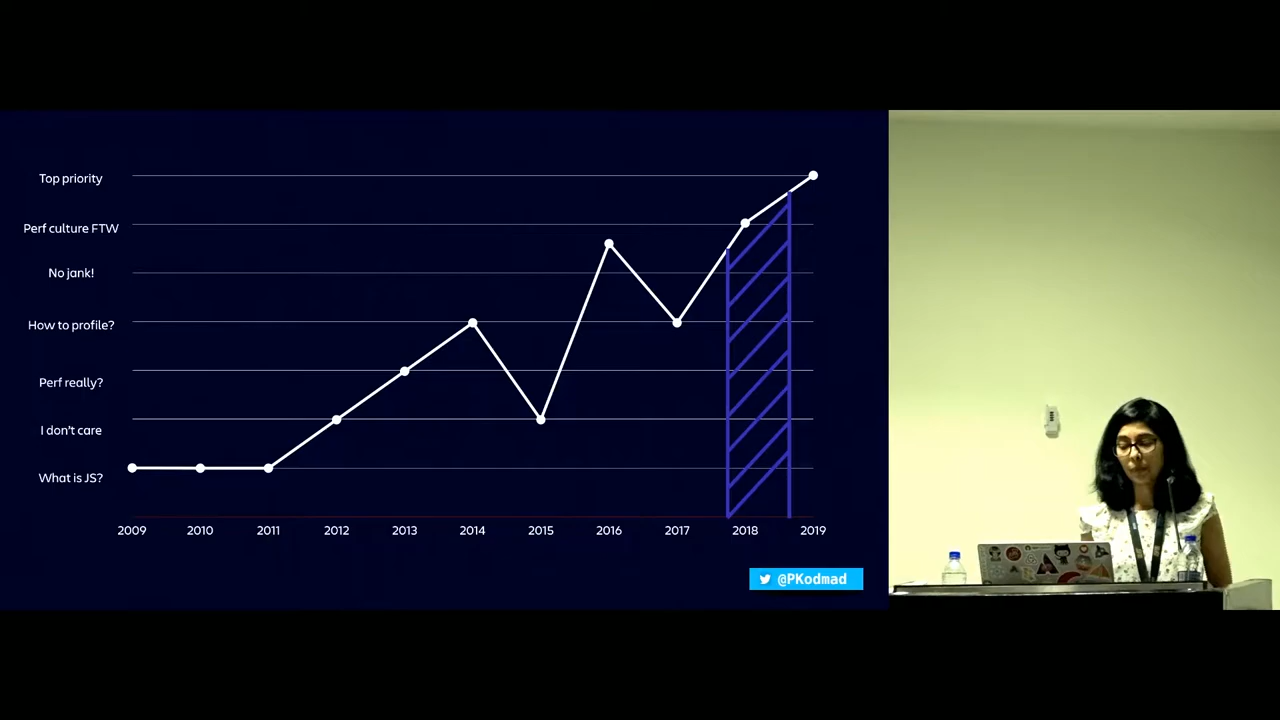 Top priority
Perf culture FTW
No jank!
How to profile?
Perf really?
I don't care
What is JS?
2009 2010 2011 2012 2013 2014 2015 2016 2017 2018 2019
@PKodmad